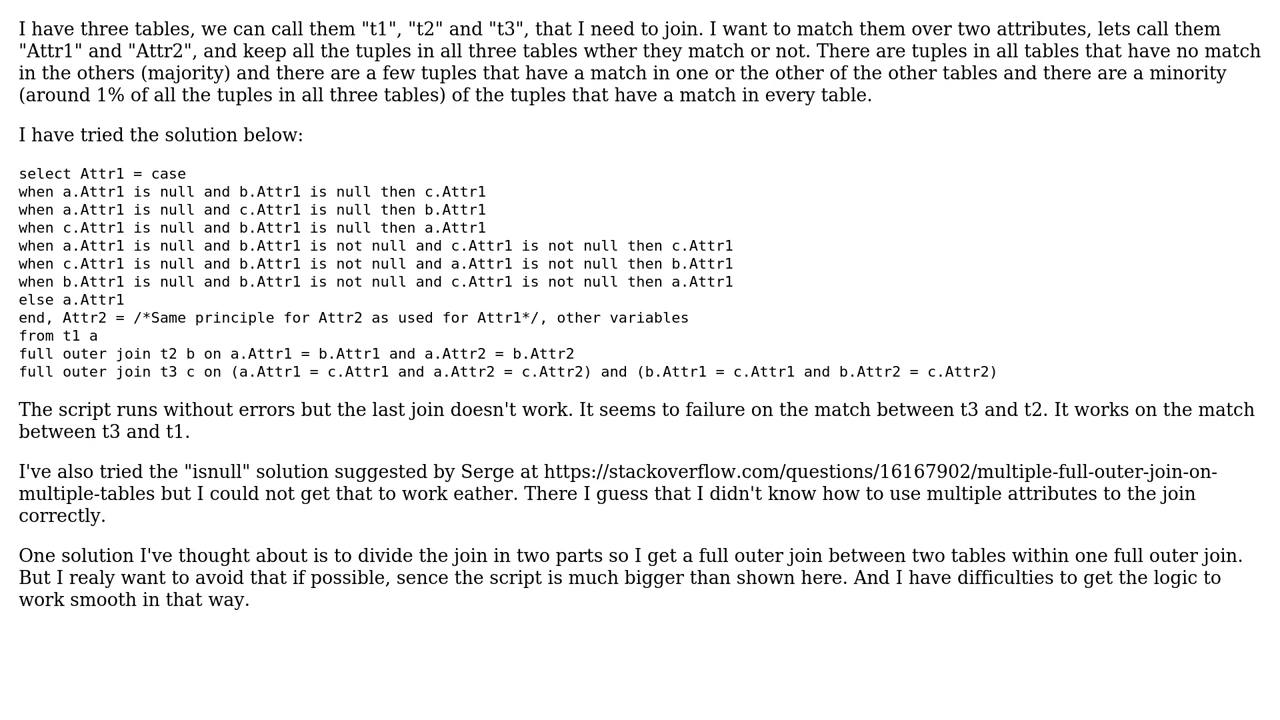 I have three tables, we can call them "t1", "t2" and "t3", that I need to join. I want to match them over two attributes, lets call them
"Attr1" and "Attr2", and keep all the tuples in all three tables wther they match or not. There are tuples in all tables that have no match
in the others (majority) and there are a few tuples that have a match in one or the other of the other tables and there are a minority
(around 1% of all the tuples in all three tables) of the tuples that have a match in every table.
I have tried the solution below:
select Attr1 = case
when a.Attr1 is null and b.Attr1 is null then c.Attr1
when a.Attr1 is null and c.Attr1 is null then b.Attr1
when c.Attr1 is null and b.Attr1 is null then a.Attr1
when a.Attr1 is null and b.Attr1 is not null and c.Attr1 is not null then c.Attr1
when c.Attr1 is null and b.Attr1 is not null and a.Attr1 is not null then b.Attr1
when b.Attr1 is null and b.Attr1 is not null and c.Attr1 is not null then a.Attr1
else a.Attr1
end, Attr2 = /*Same principle for Attr2 as used for Attr1*/, other variables
from t1 a
full outer join t2 b on a.Attr1 = b.Attr1 and a.Attr2 = b.Attr2
full outer join t3 c on (a.Attr1 = c.Attr1 and a.Attr2 = c.Attr2) and (b.Attr1 = c.Attr1 and b.Attr2 = c.Attr2)
The script runs without errors but the last join doesn't work. It seems to failure on the match between t3 and t2. It works on the match
between t3 and t1.
I've also tried the "isnull" solution suggested by Serge at https://stackoverflow.com/questions/16167902/multiple-full-outer-join-on-
multiple-tables but I could not get that to work eather. There I guess that I didn't know how to use multiple attributes to the join
correctly.
One solution I've thought about is to divide the join in two parts so I get a full outer join between two tables within one full outer join.
But I realy want to avoid that if possible, sence the script is much bigger than shown here. And I have difficulties to get the logic to
work smooth in that way.